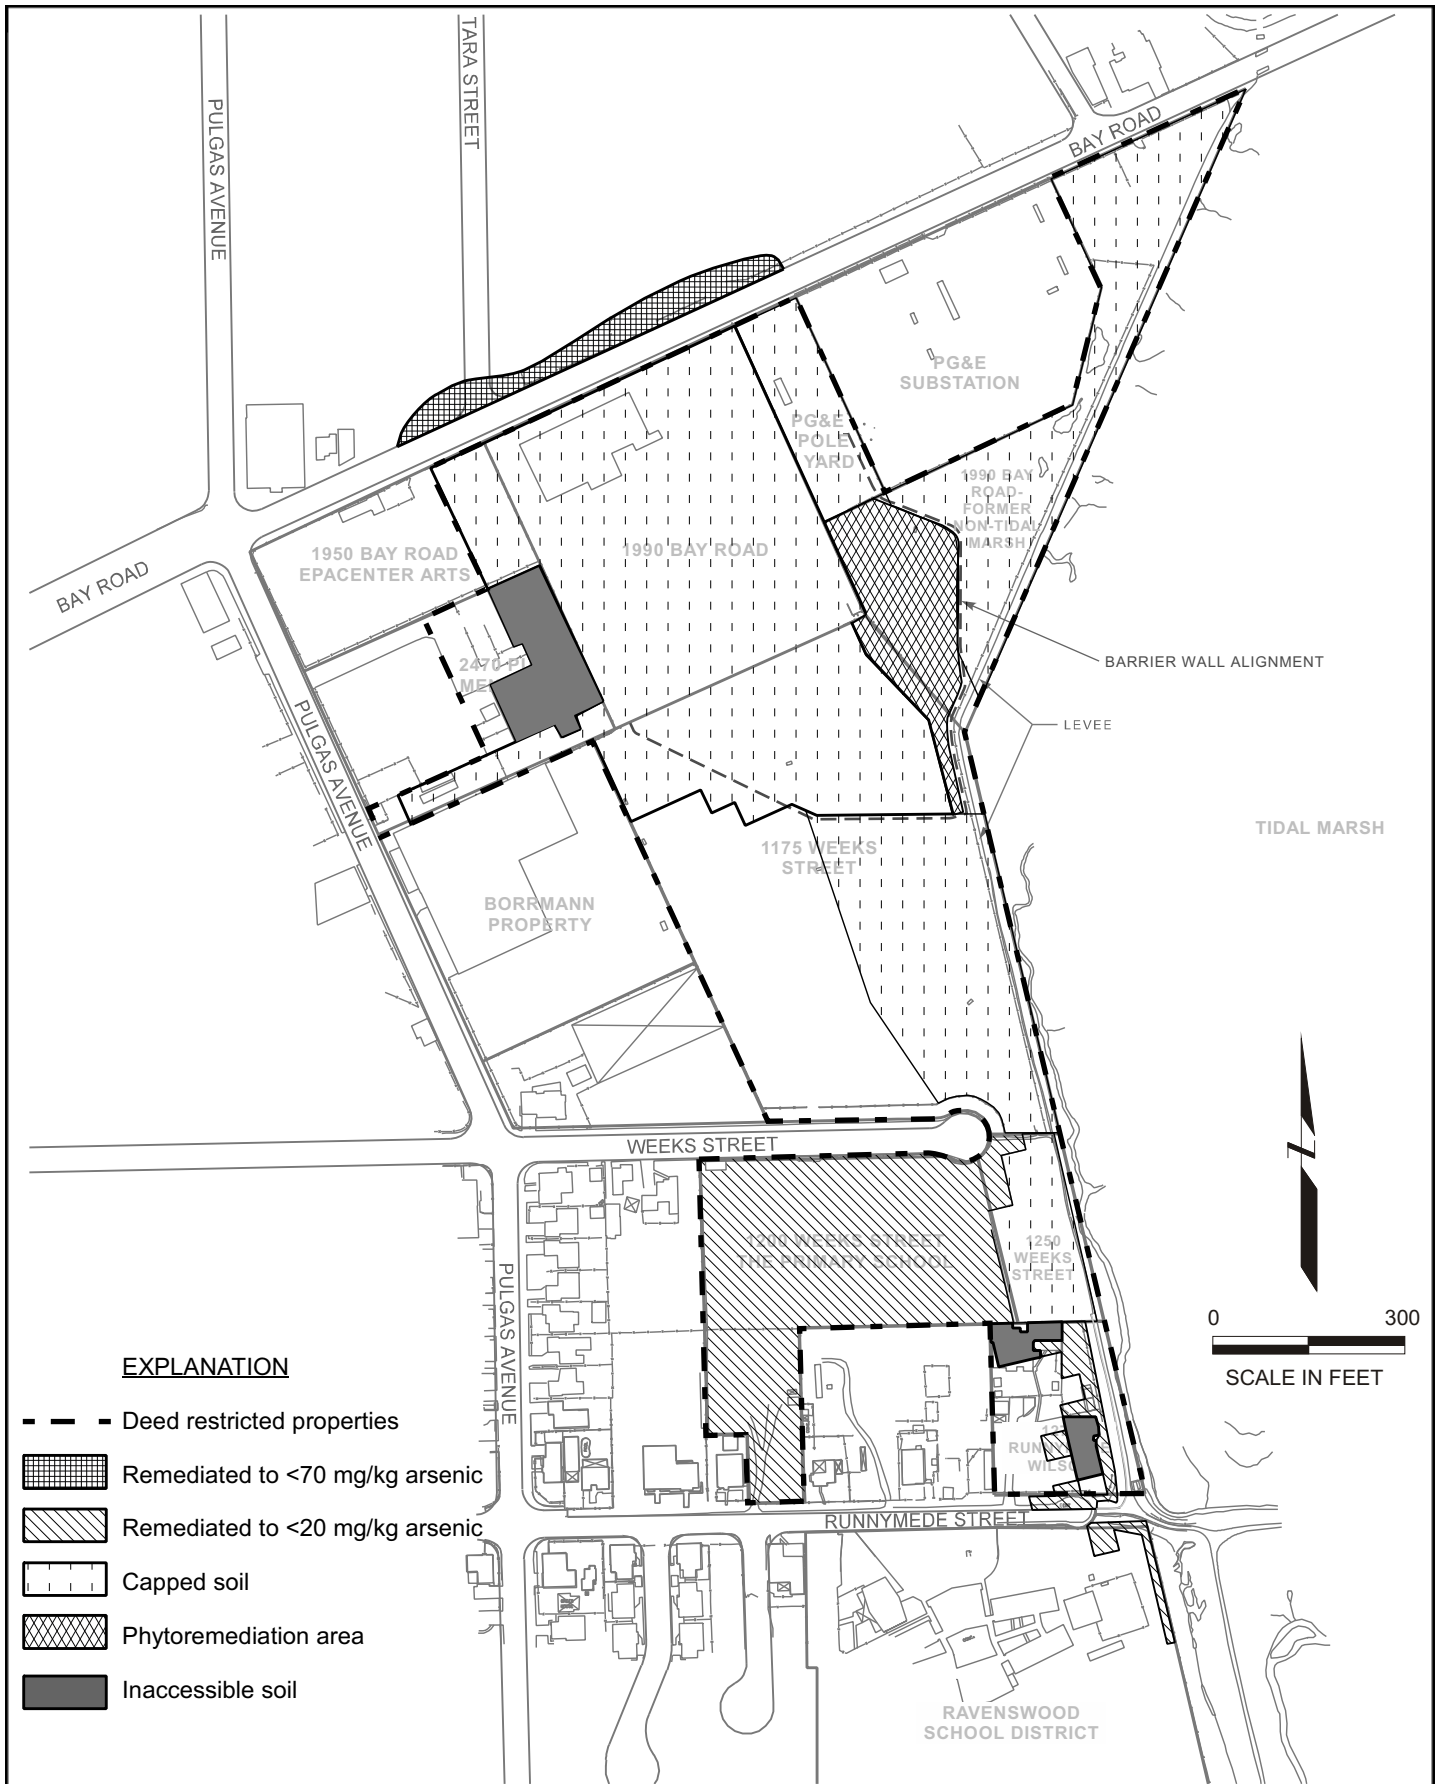 TARA STREET
PULGAS AVENUE
BAY ROAD
PG&E
SUBSTATION
PG&E
POLE
YARD
1990 BAY
ROAD-
FORMER
NON-TIDAL
MARSH
1950 BAY ROAD
EPACENTER ARTS
1990 BAY ROAD
BAY ROAD
BARRIER WALL ALIGNMENT
2470 PU
ME
PULGAS AVENUE
LEVEE
TIDAL MARSH
1175 WEEKS
STREET
BORRMANN
PROPERTY
WEEKS STREET
1200 WEEKS STREET
THE PRIMARY SCHOOL
1250
WEEKS
STREET
PULGAS AVENUE
0 300
SCALE IN FEET
RUNNYMEDE STREET
RAVENSWOOD
SCHOOL DISTRICT
EXPLANATION
Deed restricted properties
Remediated to <70 mg/kg arsenic
Remediated to <20 mg/kg arsenic
Capped soil
Phytoremediation area
Inaccessible soil